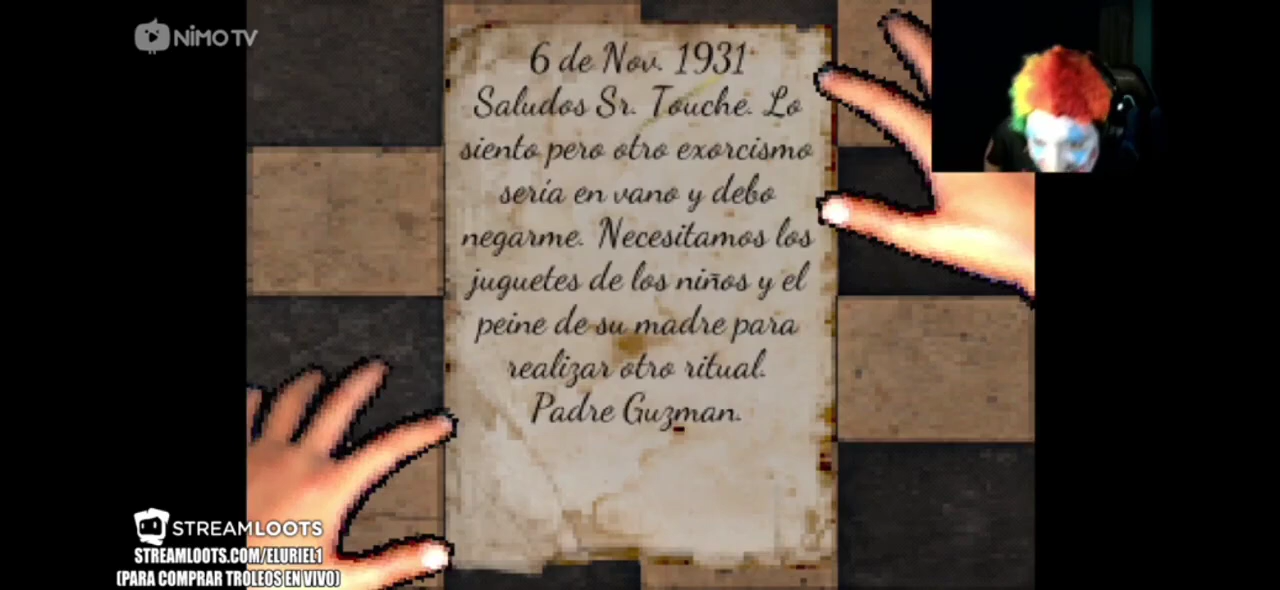 NiMO TV
6 de Nov. 1931
Saludos Sr. Touche. Lo
siento pero otro exorcismo
sería en vano y debo
negarme. Necesitamos los
juguetes de los niños y el
peine de su madre para
realizar otro ritual.
Padre Guzman.
STREAMLOOTS
STREAMLOOTS.COM/ELURIEL1
(PARA COMPRAR TROLEOS EN VIVO)